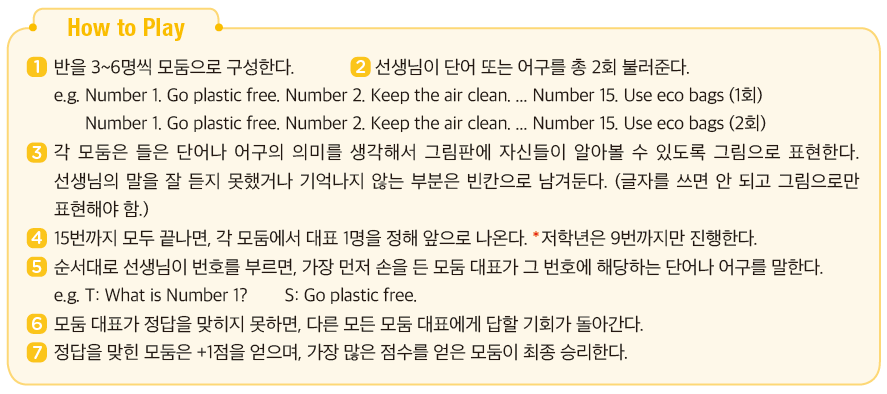 How to Play
1 반을 3~6명씩 모둠으로 구성한다. 2 선생님이 단어 또는 어구를 총 2회 불러준다.
e.g. Number 1. Go plastic free. Number 2. Keep the air clean. ... Number 15. Use eco bags (1회)
Number 1. Go plastic free. Number 2. Keep the air clean. ... Number 15. Use eco bags (2회)
3 각 모둠은 들은 단어나 어구의 의미를 생각해서 그림판에 자신들이 알아볼 수 있도록 그림으로 표현한다.
선생님의 말을 잘 듣지 못했거나 기억나지 않는 부분은 빈칸으로 남겨둔다. (글자를 쓰면 안 되고 그림으로만
표현해야 함.)
4 15번까지 모두 끝나면, 각 모둠에서 대표 1명을 정해 앞으로 나온다. *저학년은 9번까지만 진행한다.
5 순서대로 선생님이 번호를 부르면, 가장 먼저 손을 든 모둠 대표가 그 번호에 해당하는 단어나 어구를 말한다.
e.g. T: What is Number 1? S: Go plastic free.
6 모둠 대표가 정답을 맞히지 못하면, 다른 모든 모둠 대표에게 답할 기회가 돌아간다.
7 정답을 맞힌 모둠은 +1점을 얻으며, 가장 많은 점수를 얻은 모둠이 최종 승리한다.